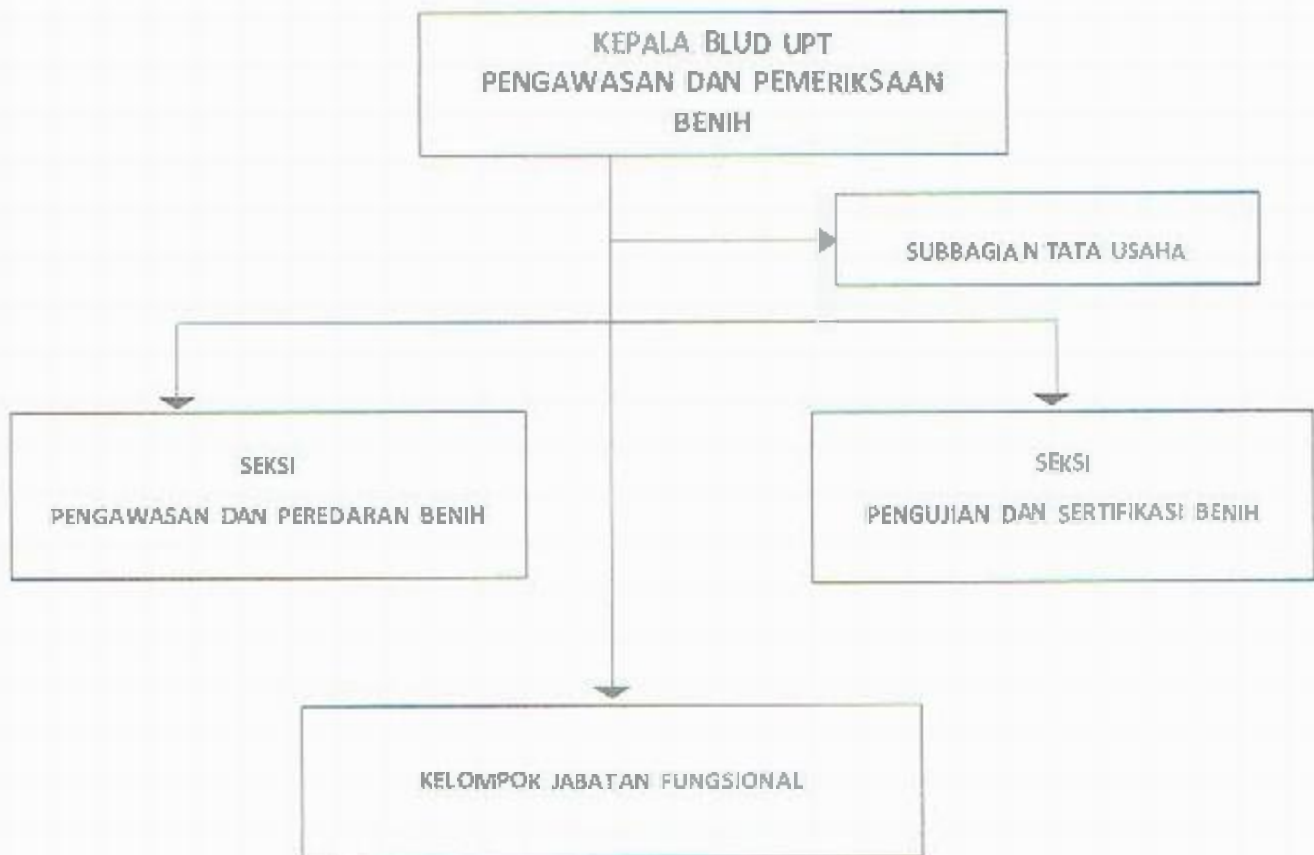 KEPALA BLUD UPT
PENGAWASAN DAN PEMERIKSAAN
BENIH
SUBBAGIAN TATA USAHA
SEKSI
PENGAWASAN DAN PEREDARAN BENIH
SEKSI
PENGUJIAN DAN SERTIFIKASI BENIH
KELOMPOK JABATAN FUNGSIONAL